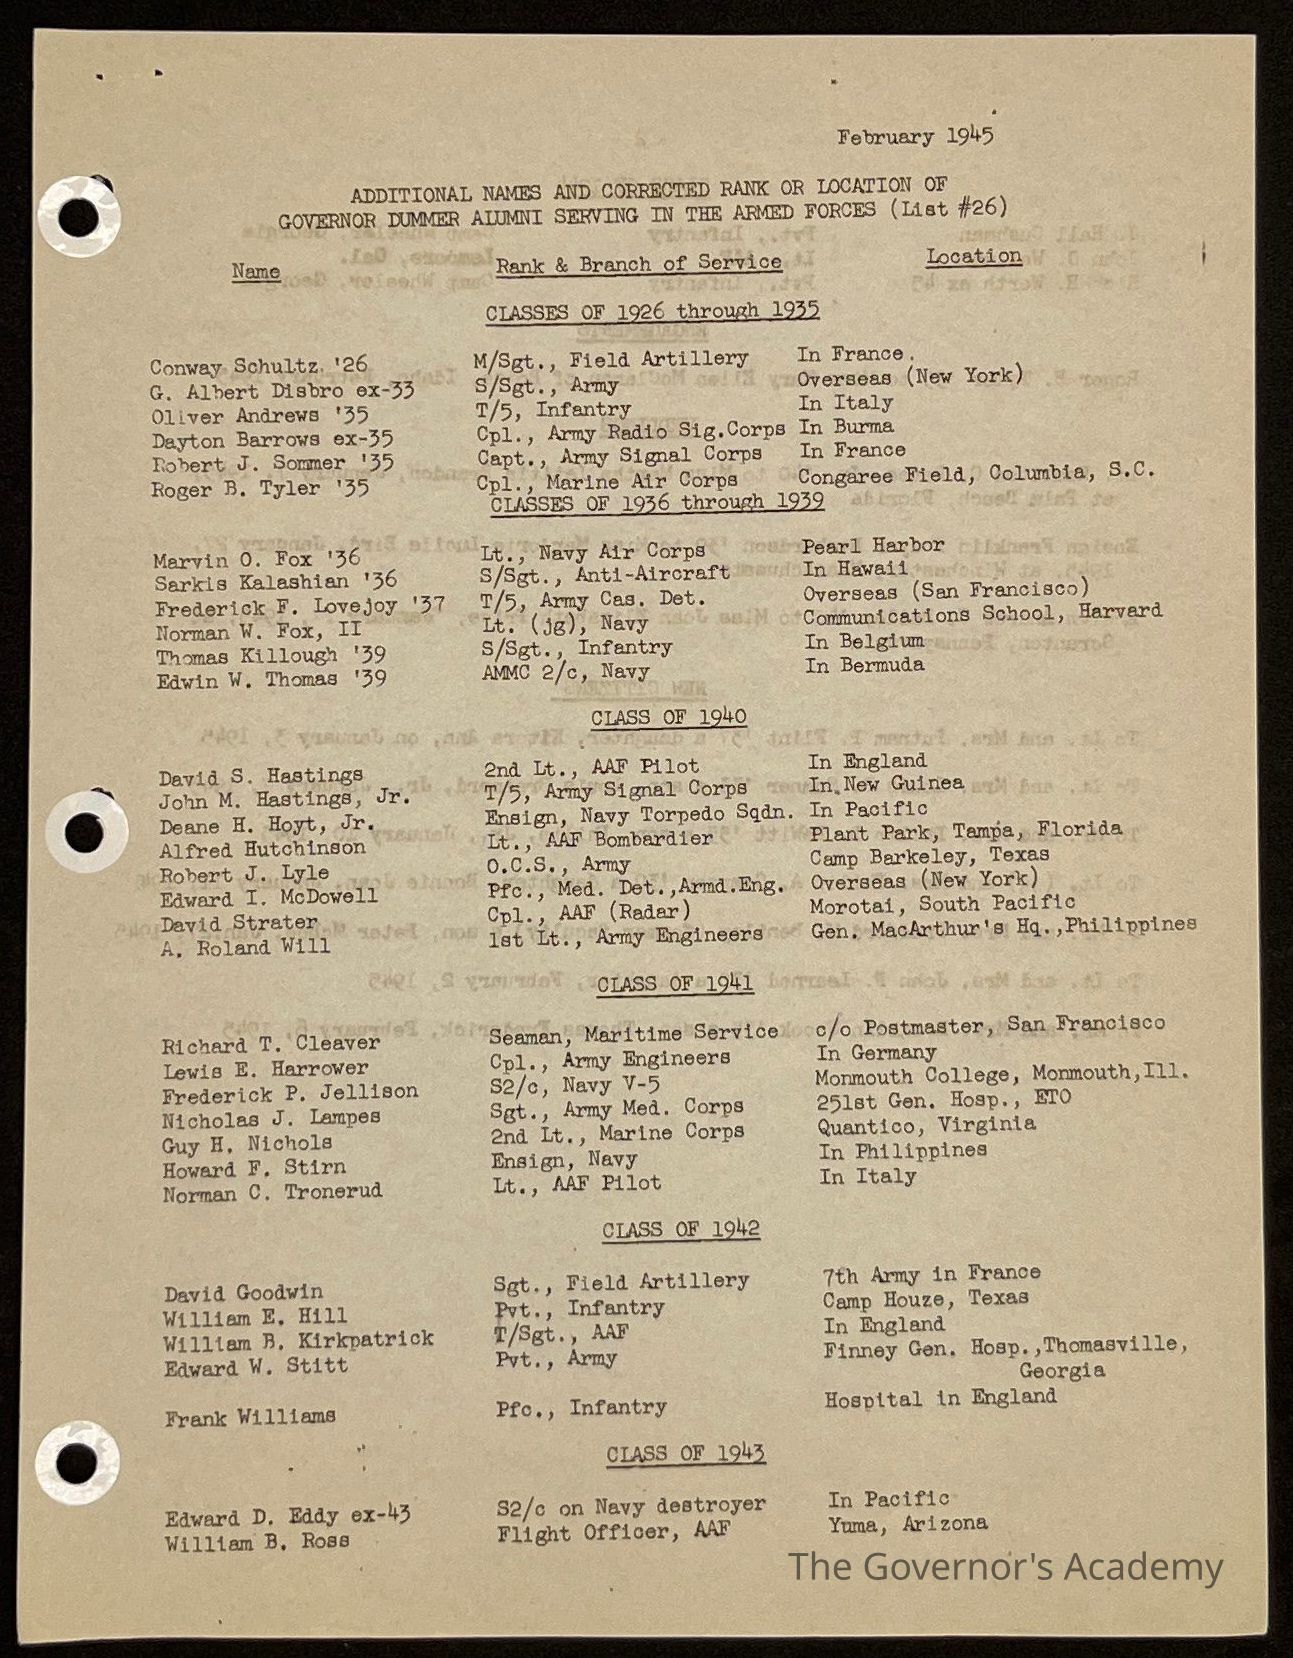 February 1945
ADDITIONAL NAMES AND CORRECTED RANK OR LOCATION OF
GOVERNOR DUMMER ALUMNI SERVING IN THE ARMED FORCES (List #26)
Name Rank & Branch of Service Location
CLASSES OF 1926 through 1935
Conway Schultz '26 M/Sgt., Field Artillery In France.
G. Albert Disbro ex-33 S/Sgt., Army Overseas (New York)
Oliver Andrews '35 T/5, Infantry In Italy
Dayton Barrows ex-35 Cpl., Army Radio Sig.Corps In Burma
Robert J. Sommer '35 Capt., Army Signal Corps In France
Roger B. Tyler '35 Cpl., Marine Air Corps Congaree Field, Columbia, S.C.
CLASSES OF 1936 through 1939
Marvin O. Fox '36 Lt., Navy Air Corps Pearl Harbor
Sarkis Kalashian '36 S/Sgt., Anti-Aircraft In Hawaii
Frederick F. Lovejoy '37 T/5, Army Cas. Det. Overseas (San Francisco)
Norman W. Fox, II Lt. (jg), Navy Communications School, Harvard
Thomas Killough '39 S/Sgt., Infantry In Belgium
Edwin W. Thomas '39 AMMC 2/c, Navy In Bermuda
CLASS OF 1940
David S. Hastings 2nd Lt., AAF Pilot In England
John M. Hastings, Jr. T/5, Army Signal Corps In New Guinea
Deane H. Hoyt, Jr. Ensign, Navy Torpedo Sqdn. In Pacific
Alfred Hutchinson Lt., AAF Bombardier Plant Park, Tampa, Florida
Robert J. Lyle O.C.S., Army Camp Barkeley, Texas
Edward I. McDowell Pfc., Med. Det.,Armd.Eng. Overseas (New York)
David Strater Cpl., AAF (Radar) Morotai, South Pacific
A. Roland Will 1st Lt., Army Engineers Gen. MacArthur's Hq.,Philippines
CLASS OF 1941
Richard T. Cleaver Seaman, Maritime Service c/o Postmaster, San Francisco
Lewis E. Harrower Cpl., Army Engineers In Germany
Frederick P. Jellison S2/c, Navy V-5 Monmouth College, Monmouth,Ill.
Nicholas J. Lampes Sgt., Army Med. Corps 251st Gen. Hosp., ETO
Guy H. Nichols 2nd Lt., Marine Corps Quantico, Virginia
Howard F. Stirn Ensign, Navy In Philippines
Norman C. Tronerud Lt., AAF Pilot In Italy
CLASS OF 1942
David Goodwin Sgt., Field Artillery 7th Army in France
William E. Hill Pvt., Infantry Camp Houze, Texas
William B. Kirkpatrick T/Sgt., AAF In England
Edward W. Stitt Pvt., Army Finney Gen. Hosp.,Thomasville,
Georgia
Frank Williams Pfc., Infantry Hospital in England
CLASS OF 1943
Edward D. Eddy ex-43 S2/c on Navy destroyer In Pacific
William B. Ross Flight Officer, AAF Yuma, Arizona
The Governor's Academy